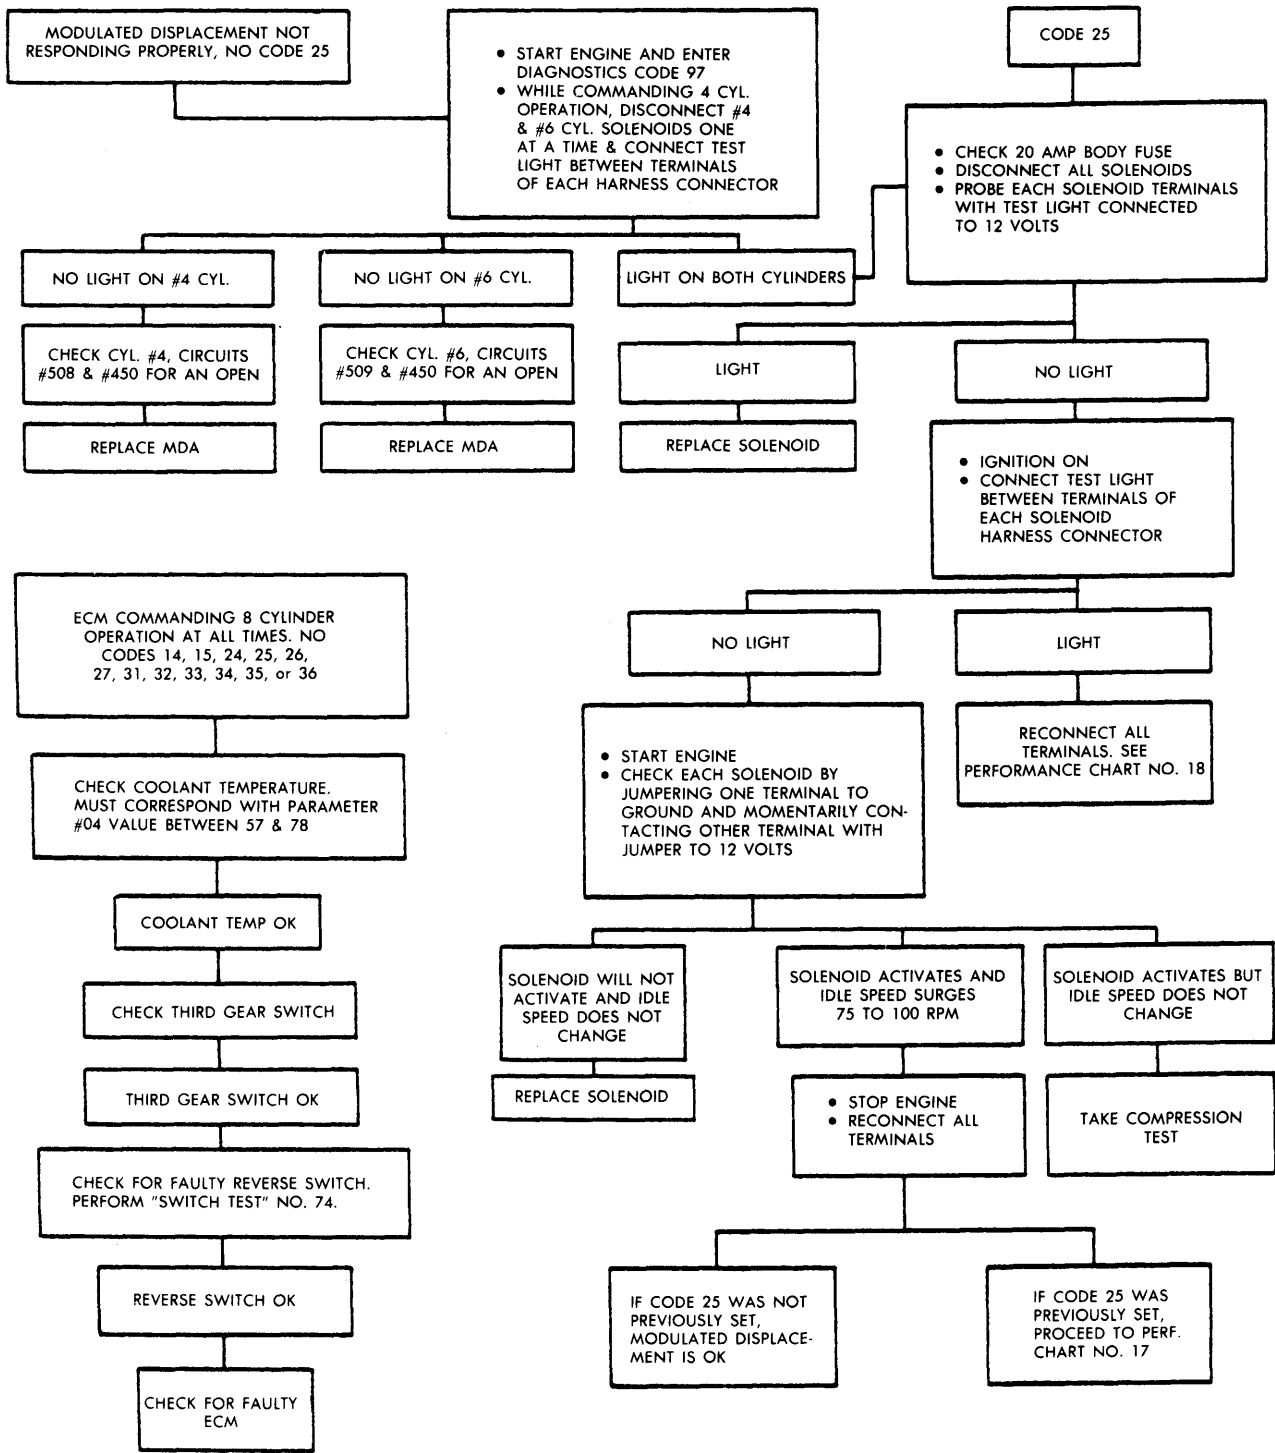 MODULATED DISPLACEMENT NOT
RESPONDING PROPERLY, NO CODE 25
• START ENGINE AND ENTER
DIAGNOSTICS CODE 97
• WHILE COMMANDING 4 CYL.
OPERATION, DISCONNECT #4
& #6 CYL. SOLENOIDS ONE
AT A TIME & CONNECT TEST
LIGHT BETWEEN TERMINALS
OF EACH HARNESS CONNECTOR
CODE 25
• CHECK 20 AMP BODY FUSE
• DISCONNECT ALL SOLENOIDS
• PROBE EACH SOLENOID TERMINALS
WITH TEST LIGHT CONNECTED
TO 12 VOLTS
NO LIGHT ON #4 CYL.
NO LIGHT ON #6 CYL.
LIGHT ON BOTH CYLINDERS
CHECK CYL. #4, CIRCUITS
#508 & #450 FOR AN OPEN
CHECK CYL. #6, CIRCUITS
#509 & #450 FOR AN OPEN
LIGHT
NO LIGHT
REPLACE MDA
REPLACE MDA
REPLACE SOLENOID
• IGNITION ON
• CONNECT TEST LIGHT
BETWEEN TERMINALS OF
EACH SOLENOID
HARNESS CONNECTOR
ECM COMMANDING 8 CYLINDER
OPERATION AT ALL TIMES. NO
CODES 14, 15, 24, 25, 26,
27, 31, 32, 33, 34, 35, or 36
NO LIGHT
LIGHT
CHECK COOLANT TEMPERATURE.
MUST CORRESPOND WITH PARAMETER
#04 VALUE BETWEEN 57 & 78
• START ENGINE
• CHECK EACH SOLENOID BY
JUMPERING ONE TERMINAL TO
GROUND AND MOMENTARILY CON-
TACTING OTHER TERMINAL WITH
JUMPER TO 12 VOLTS
RECONNECT ALL
TERMINALS. SEE
PERFORMANCE CHART NO. 18
COOLANT TEMP OK
CHECK THIRD GEAR SWITCH
THIRD GEAR SWITCH OK
CHECK FOR FAULTY REVERSE SWITCH.
PERFORM "SWITCH TEST" NO. 74.
REVERSE SWITCH OK
CHECK FOR FAULTY
ECM
SOLENOID WILL NOT
ACTIVATE AND IDLE
SPEED DOES NOT
CHANGE
SOLENOID ACTIVATES AND
IDLE SPEED SURGES
75 TO 100 RPM
SOLENOID ACTIVATES BUT
IDLE SPEED DOES NOT
CHANGE
REPLACE SOLENOID
• STOP ENGINE
• RECONNECT ALL
TERMINALS
TAKE COMPRESSION
TEST
IF CODE 25 WAS NOT
PREVIOUSLY SET,
MODULATED DISPLACE-
MENT IS OK
IF CODE 25 WAS
PREVIOUSLY SET,
PROCEED TO PERF.
CHART NO. 17